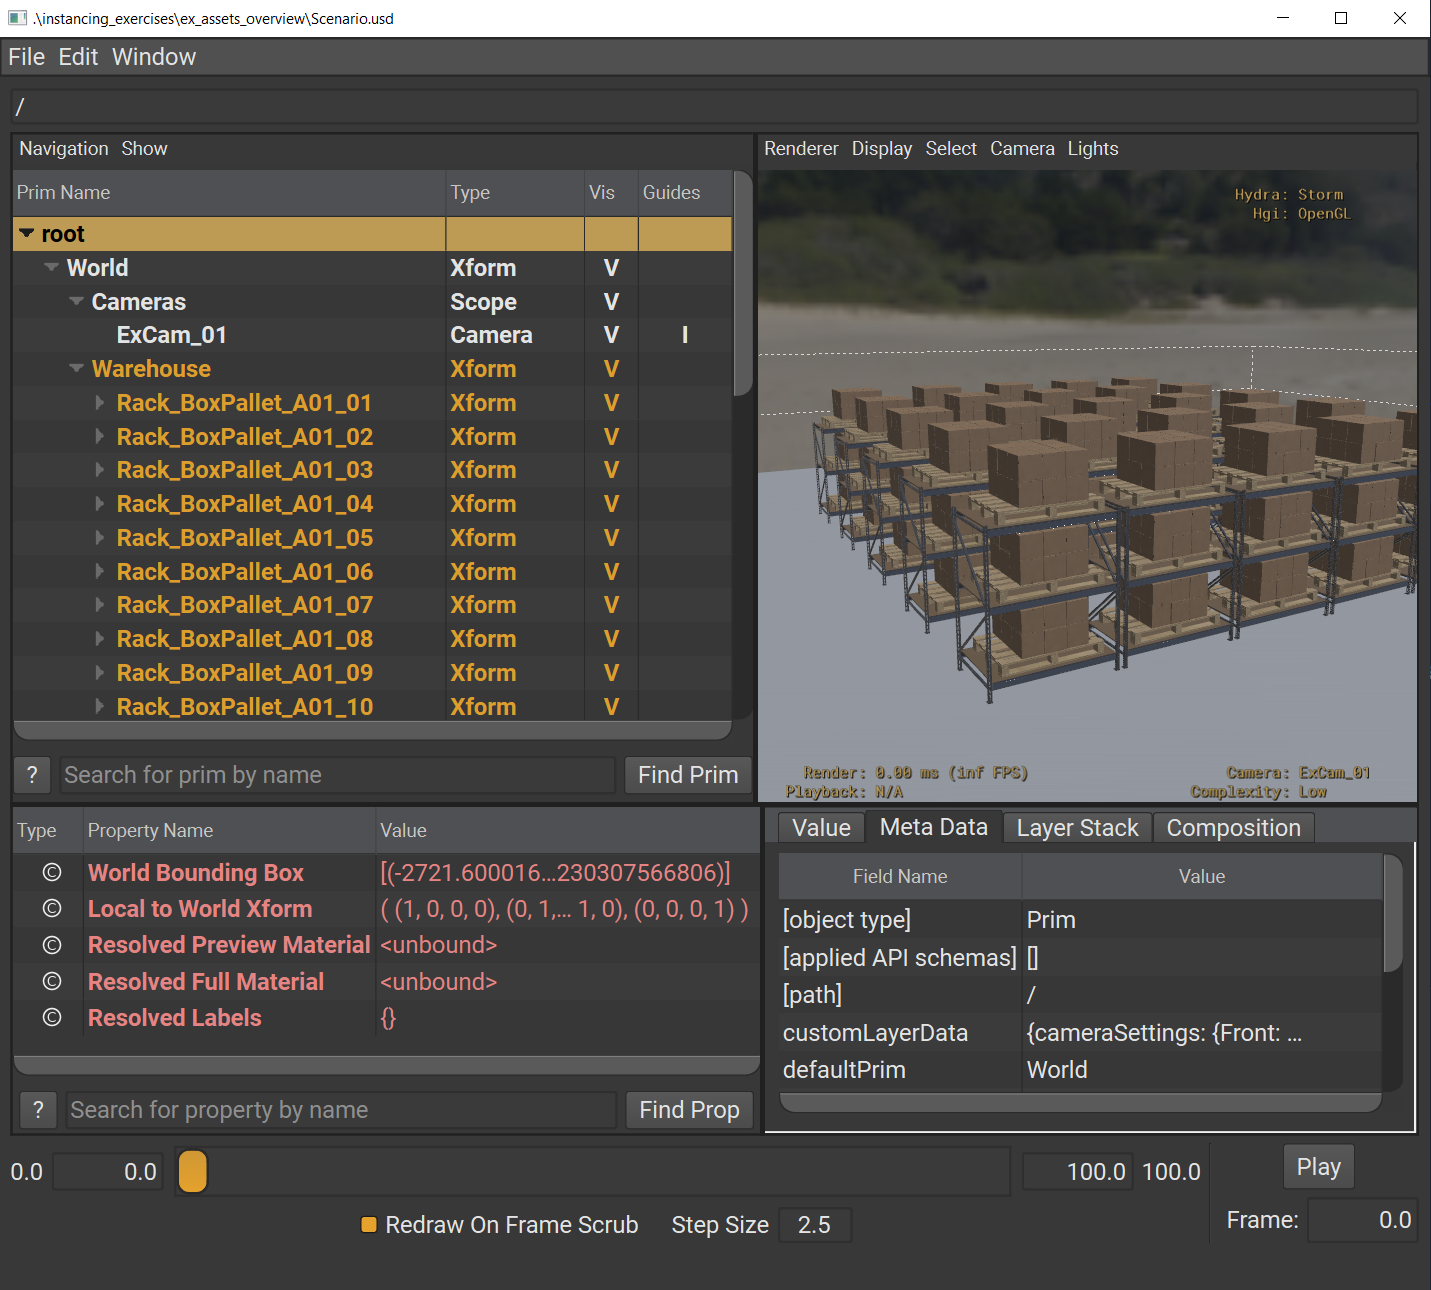 .\instancing_exercises\ex_assets_overview\Scenario.usd
File Edit Window
/
Navigation Show
Prim Name Type Vis Guides
root
World Xform V
Cameras Scope V
ExCam_01 Camera V I
Warehouse Xform V
Rack_BoxPallet_A01_01 Xform V
Rack_BoxPallet_A01_02 Xform V
Rack_BoxPallet_A01_03 Xform V
Rack_BoxPallet_A01_04 Xform V
Rack_BoxPallet_A01_05 Xform V
Rack_BoxPallet_A01_06 Xform V
Rack_BoxPallet_A01_07 Xform V
Rack_BoxPallet_A01_08 Xform V
Rack_BoxPallet_A01_09 Xform V
Rack_BoxPallet_A01_10 Xform V
? Search for prim by name Find Prim
Renderer Display Select Camera Lights
Hydra: Storm
Hgi: OpenGL
Render: 0.00 ms (inf FPS)
Playback: N/A
Camera: ExCam_01
Complexity: Low
Type Property Name Value
© World Bounding Box [(-2721.600016...230307566806)]
© Local to World Xform ( (1, 0, 0, 0), (0, 1,... 1, 0), (0, 0, 0, 1) )
© Resolved Preview Material <unbound>
© Resolved Full Material <unbound>
© Resolved Labels {}
? Search for property by name Find Prop
Value Meta Data Layer Stack Composition
Field Name Value
[object type] Prim
[applied API schemas] []
[path] /
customLayerData {cameraSettings: {Front: ...
defaultPrim World
0.0 0.0 100.0 100.0 Play
Redraw On Frame Scrub Step Size 2.5 Frame: 0.0